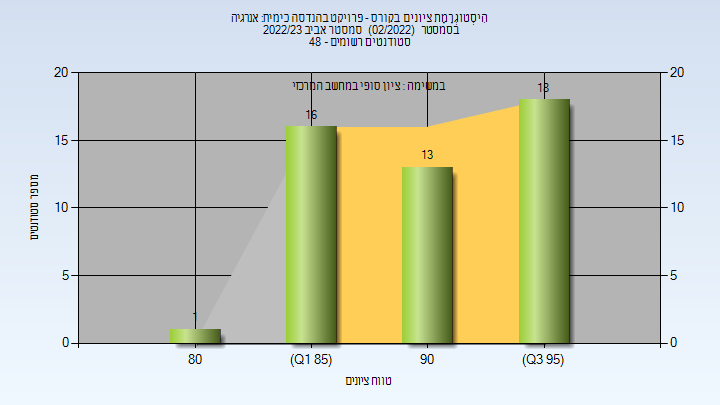 היסטוגרמת ציונים בקורס - פרויקט בהנדסה כימית: אנרגיה
בסמסטר (02/2022) סמסטר אביב 2022/23
סטודנטים רשומים - 48
במשימה : ציון סופי במחשב המרכזי
20 20
15 15
10 10
5 5
0 0
1
16
13
18
80 (Q1 85) 90 (Q3 95)
מספר סטודנטים
טווח ציונים